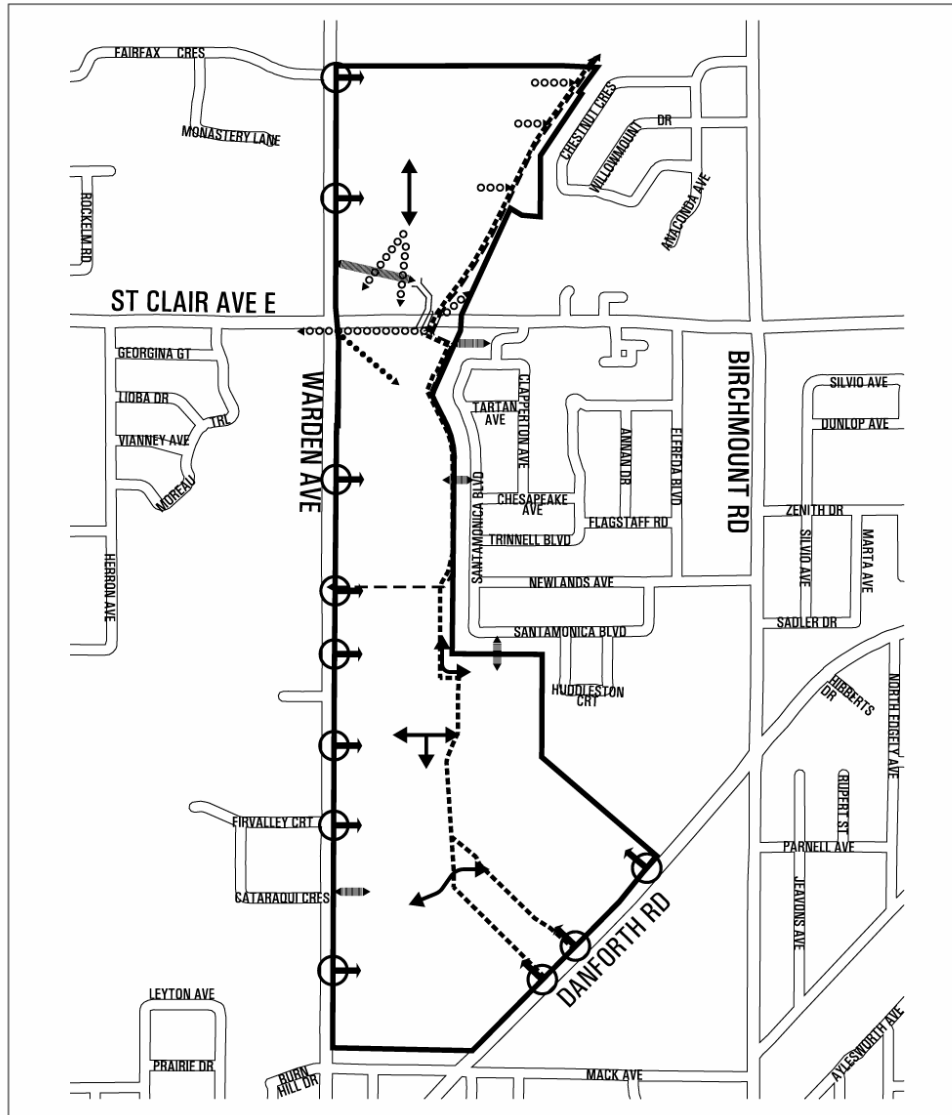 FAIRFAX CRES
MONASTERY LANE
CHESTNUT CRES
WILLOWMOUNT DR
ROCKELM RD
ANACONDA AVE
ST CLAIR AVE E
GEORGINA GT
LIOBA DR
TRL
VIANNEY AVE
MOREAU
WARDEN AVE
TARTAN AVE
CLAPPERTON AVE
ANNAN DR
ELFREDA BLVD
BIRCHMOUNT RD
SILVIO AVE
DUNLOP AVE
SANTAMONICA BLVD
CHESAPEAKE AVE
FLAGSTAFF RD
TRINNELL BLVD
ZENITH DR
HERRON AVE
SILVIO AVE
MARTA AVE
NEWLANDS AVE
SANTAMONICA BLVD
SADLER DR
HUDDLESTON CRT
HIBBERTS DR
NORTH EDGELY AVE
RUPERT ST
FIRVALLEY CRT
PARNELL AVE
CATARAQUI CRES
JEAVONS AVE
DANFORTH RD
LEYTON AVE
PRAIRIE DR
BURN HILL DR
MACK AVE
AYLESWORTH AVE